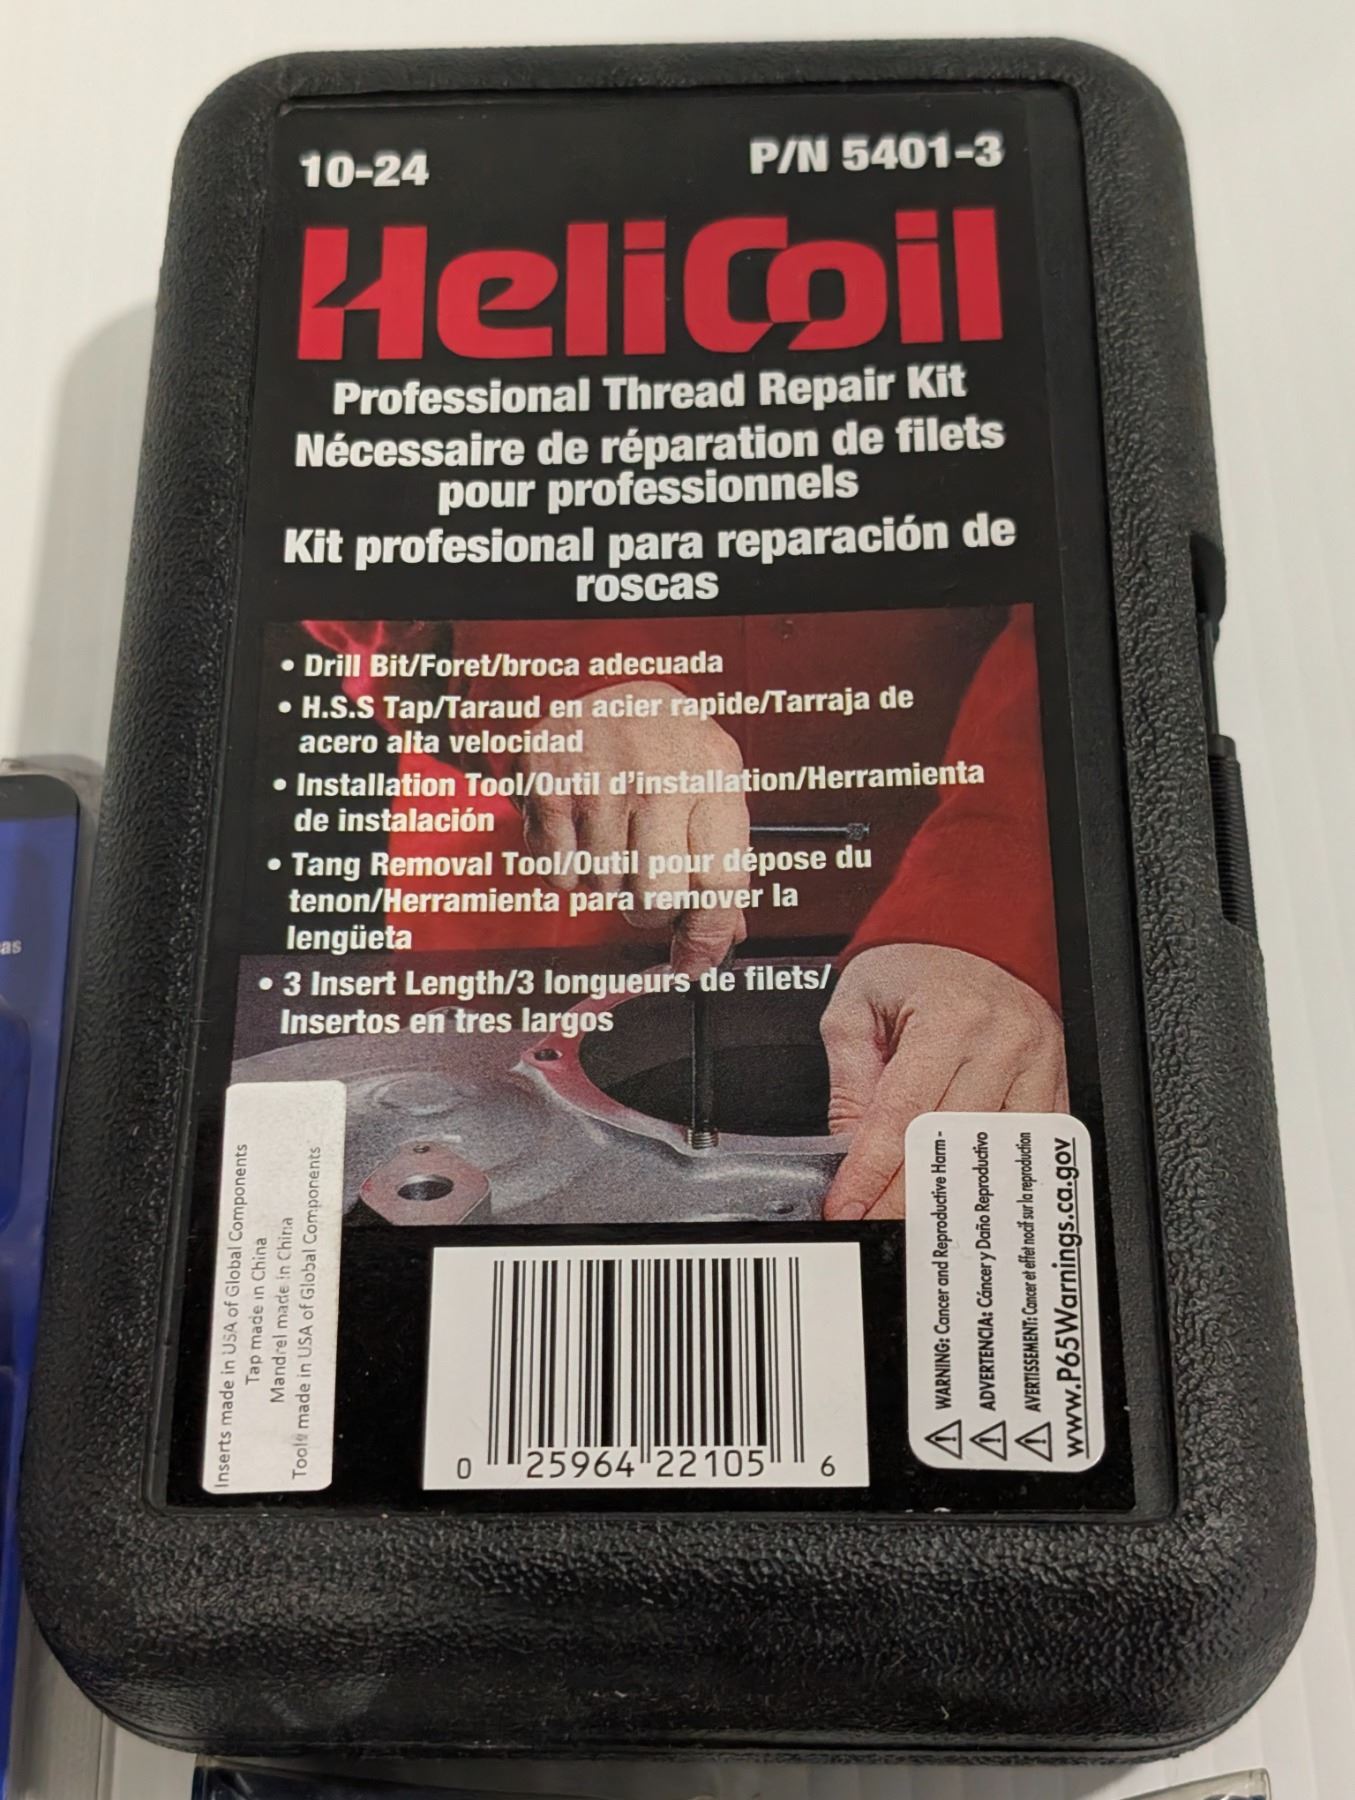 10-24
P/N 5401-3
HeliCoil
Professional Thread Repair Kit
Nécessaire de réparation de filets
pour professionnels
Kit profesional para reparación de
roscas
• Drill Bit/Foret/broca adecuada
• H.S.S Tap/Taraud en acier rapide/Tarraja de
acero alta velocidad
• Installation Tool/Outil d'installation/Herramienta
de instalación
• Tang Removal Tool/Outil pour dépose du
tenon/Herramienta para remover la
lengüeta
• 3 Insert Length/3 longueurs de filets/
Insertos en tres largos
Inserts made in USA of Global Components
Tap made in China
Mandrel made in China
Tools made in USA of Global Components
0 25964 22105 6
WARNING: Cancer and Reproductive Harm -
ADVERTENCIA: Cáncer y Daño Reproductivo
AVERTISSEMENT: Cancer et effet nocif sur la reproduction
www.P65Warnings.ca.gov
as